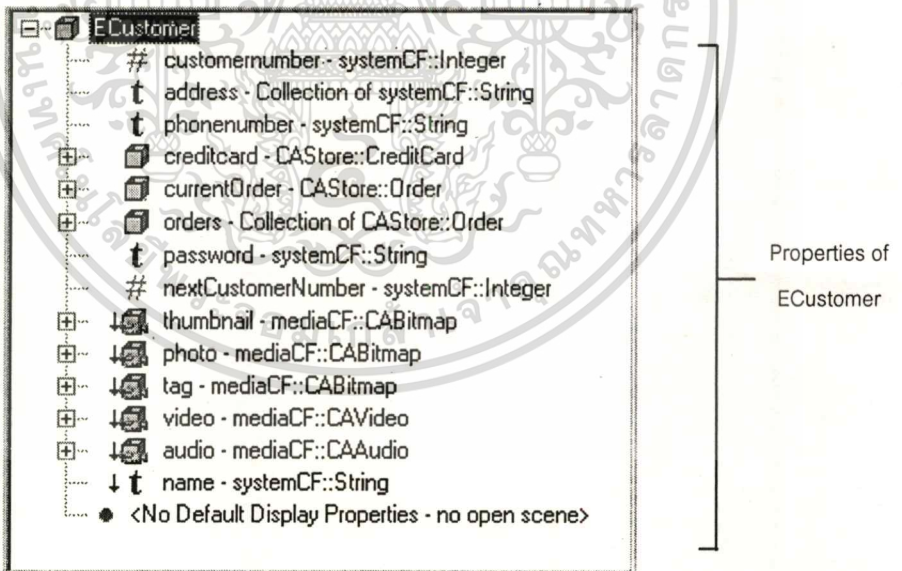 ECustomer
# customernumber - systemCF::Integer
t address - Collection of systemCF::String
t phonenumber - systemCF::String
creditcard - CAStore::CreditCard
currentOrder - CAStore::Order
orders - Collection of CAStore::Order
t password - systemCF::String
# nextCustomerNumber - systemCF::Integer
thumbnail - mediaCF::CABitmap
photo - mediaCF::CABitmap
tag - mediaCF::CABitmap
video - mediaCF::CAVideo
audio - mediaCF::CAAudio
↓ t name - systemCF::String
<No Default Display Properties - no open scene>
Properties of
ECustomer